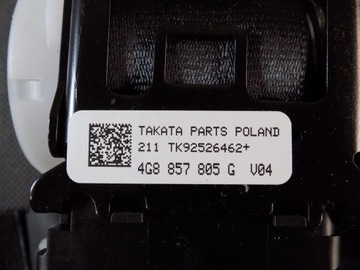 TAKATA PARTS POLAND
211 TK92526462+
4G8 857 805 G V04